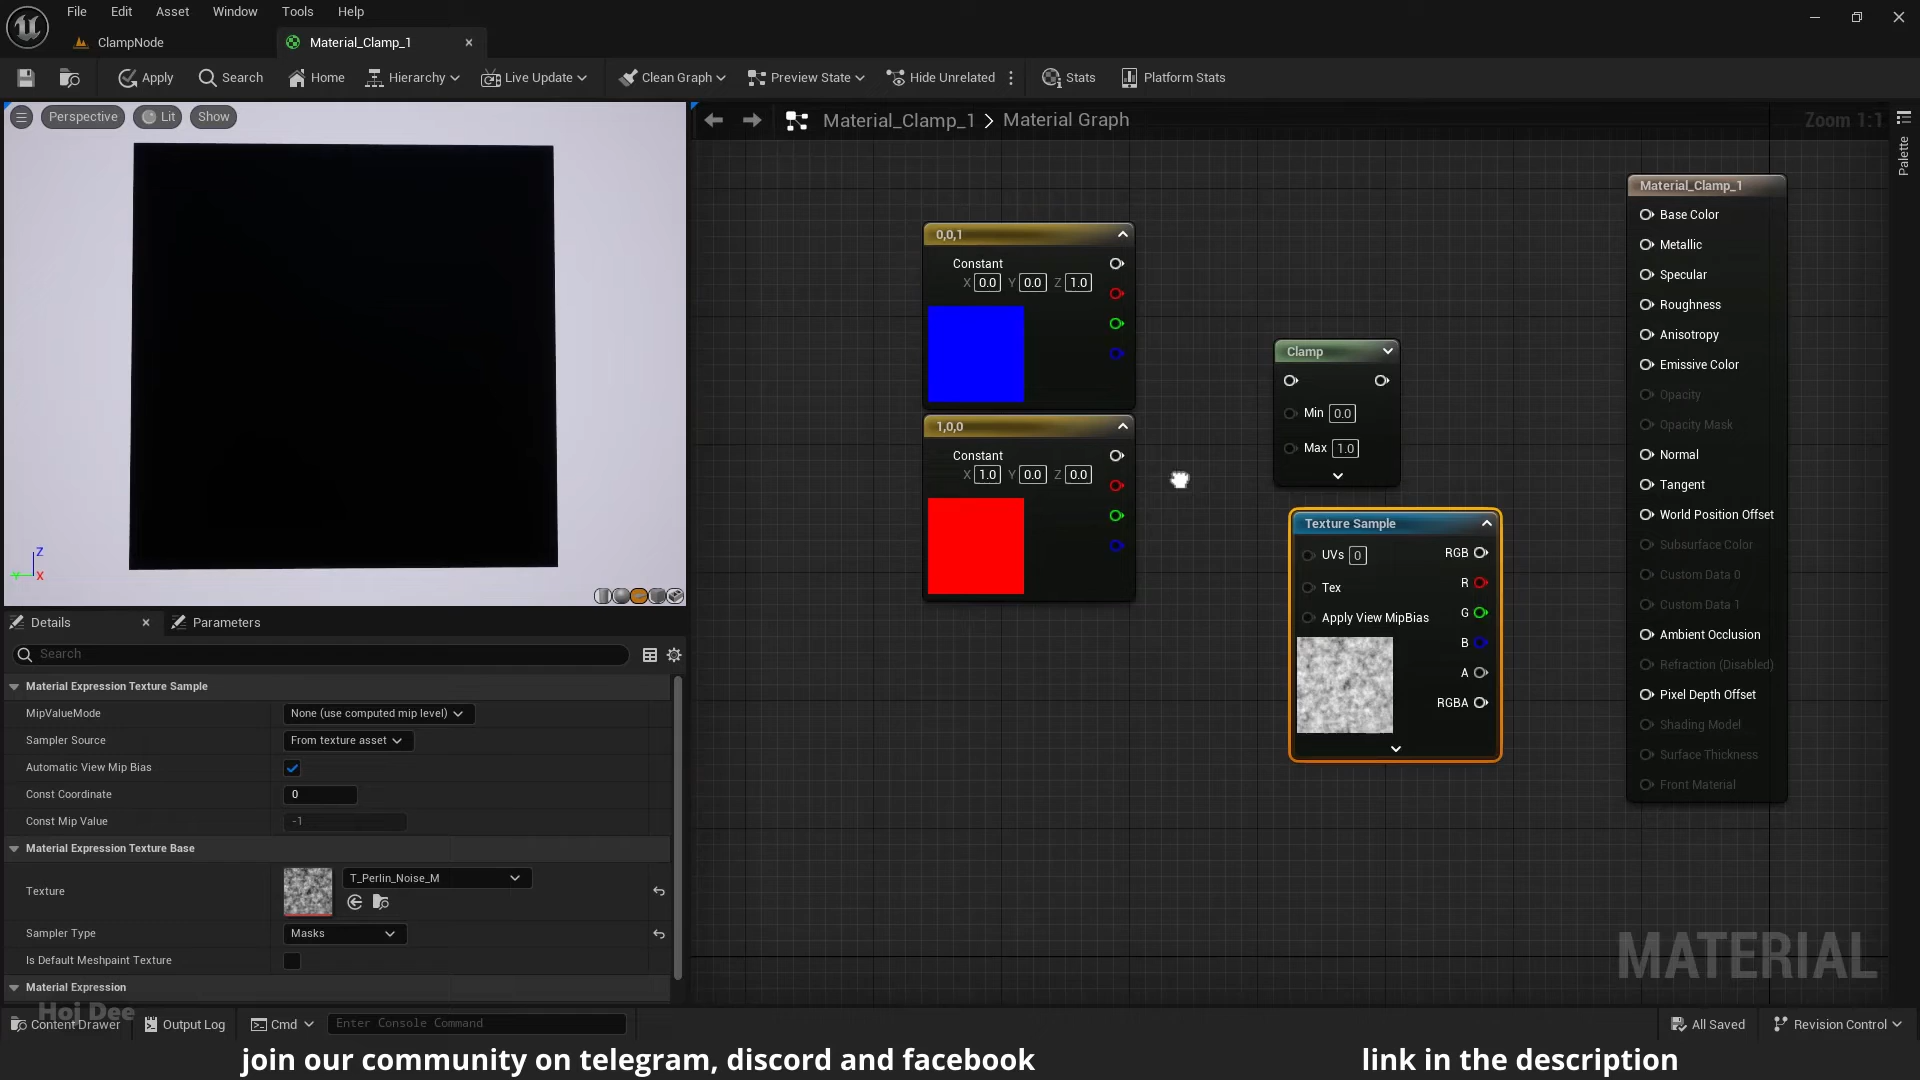 File Edit Asset Window Tools Help
ClampNode
Material_Clamp_1
Apply Search Home Hierarchy Live Update Clean Graph Preview State Hide Unrelated Stats Platform Stats
Perspective Lit Show
Z
Y X
Material_Clamp_1 > Material Graph
Zoom 1:1
Palette
0,0,1
Constant
X 0.0 Y 0.0 Z 1.0
1,0,0
Constant
X 1.0 Y 0.0 Z 0.0
Clamp
Min 0.0
Max 1.0
Texture Sample
UVs 0 RGB
Tex R
Apply View MipBias G
B
A
RGBA
Material_Clamp_1
Base Color
Metallic
Specular
Roughness
Anisotropy
Emissive Color
Opacity
Opacity Mask
Normal
Tangent
World Position Offset
Subsurface Color
Custom Data 0
Custom Data 1
Ambient Occlusion
Refraction (Disabled)
Pixel Depth Offset
Shading Model
Surface Thickness
Front Material
MATERIAL
Details Parameters
Search
Material Expression Texture Sample
MipValueMode None (use computed mip level)
Sampler Source From texture asset
Automatic View Mip Bias
Const Coordinate 0
Const Mip Value -1
Material Expression Texture Base
Texture T_Perlin_Noise_M
Sampler Type Masks
Is Default Meshpaint Texture
Material Expression
Hoj Dee
Content Drawer Output Log Cmd Enter Console Command
All Saved Revision Control
join our community on telegram, discord and facebook
link in the description